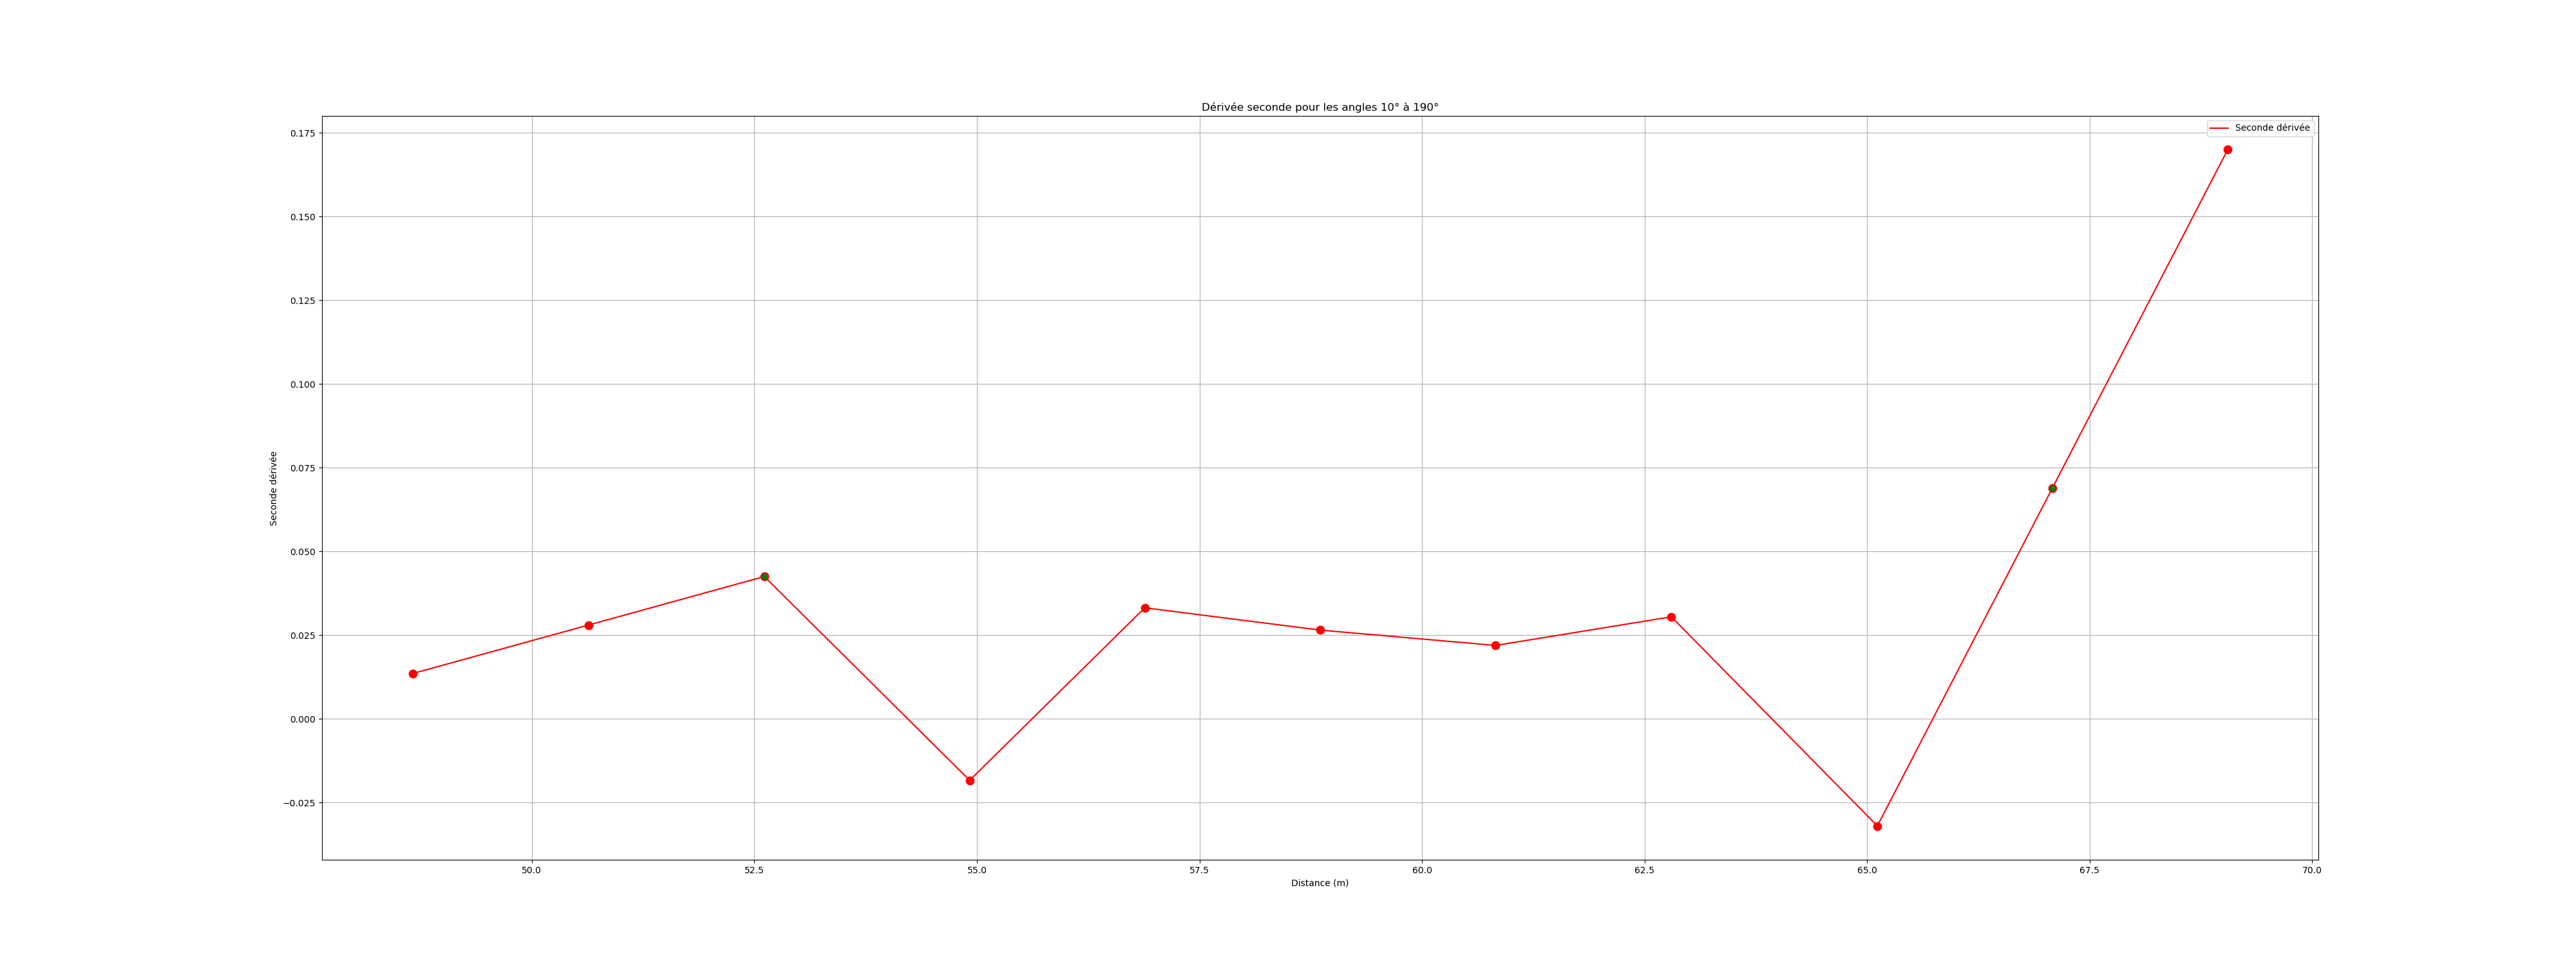 Dérivée seconde pour les angles 10° à 190°
Seconde dérivée
0.175
0.150
0.125
0.100
0.075
0.050
0.025
0.000
−0.025
Seconde dérivée
50.0 52.5 55.0 57.5 60.0 62.5 65.0 67.5 70.0
Distance (m)